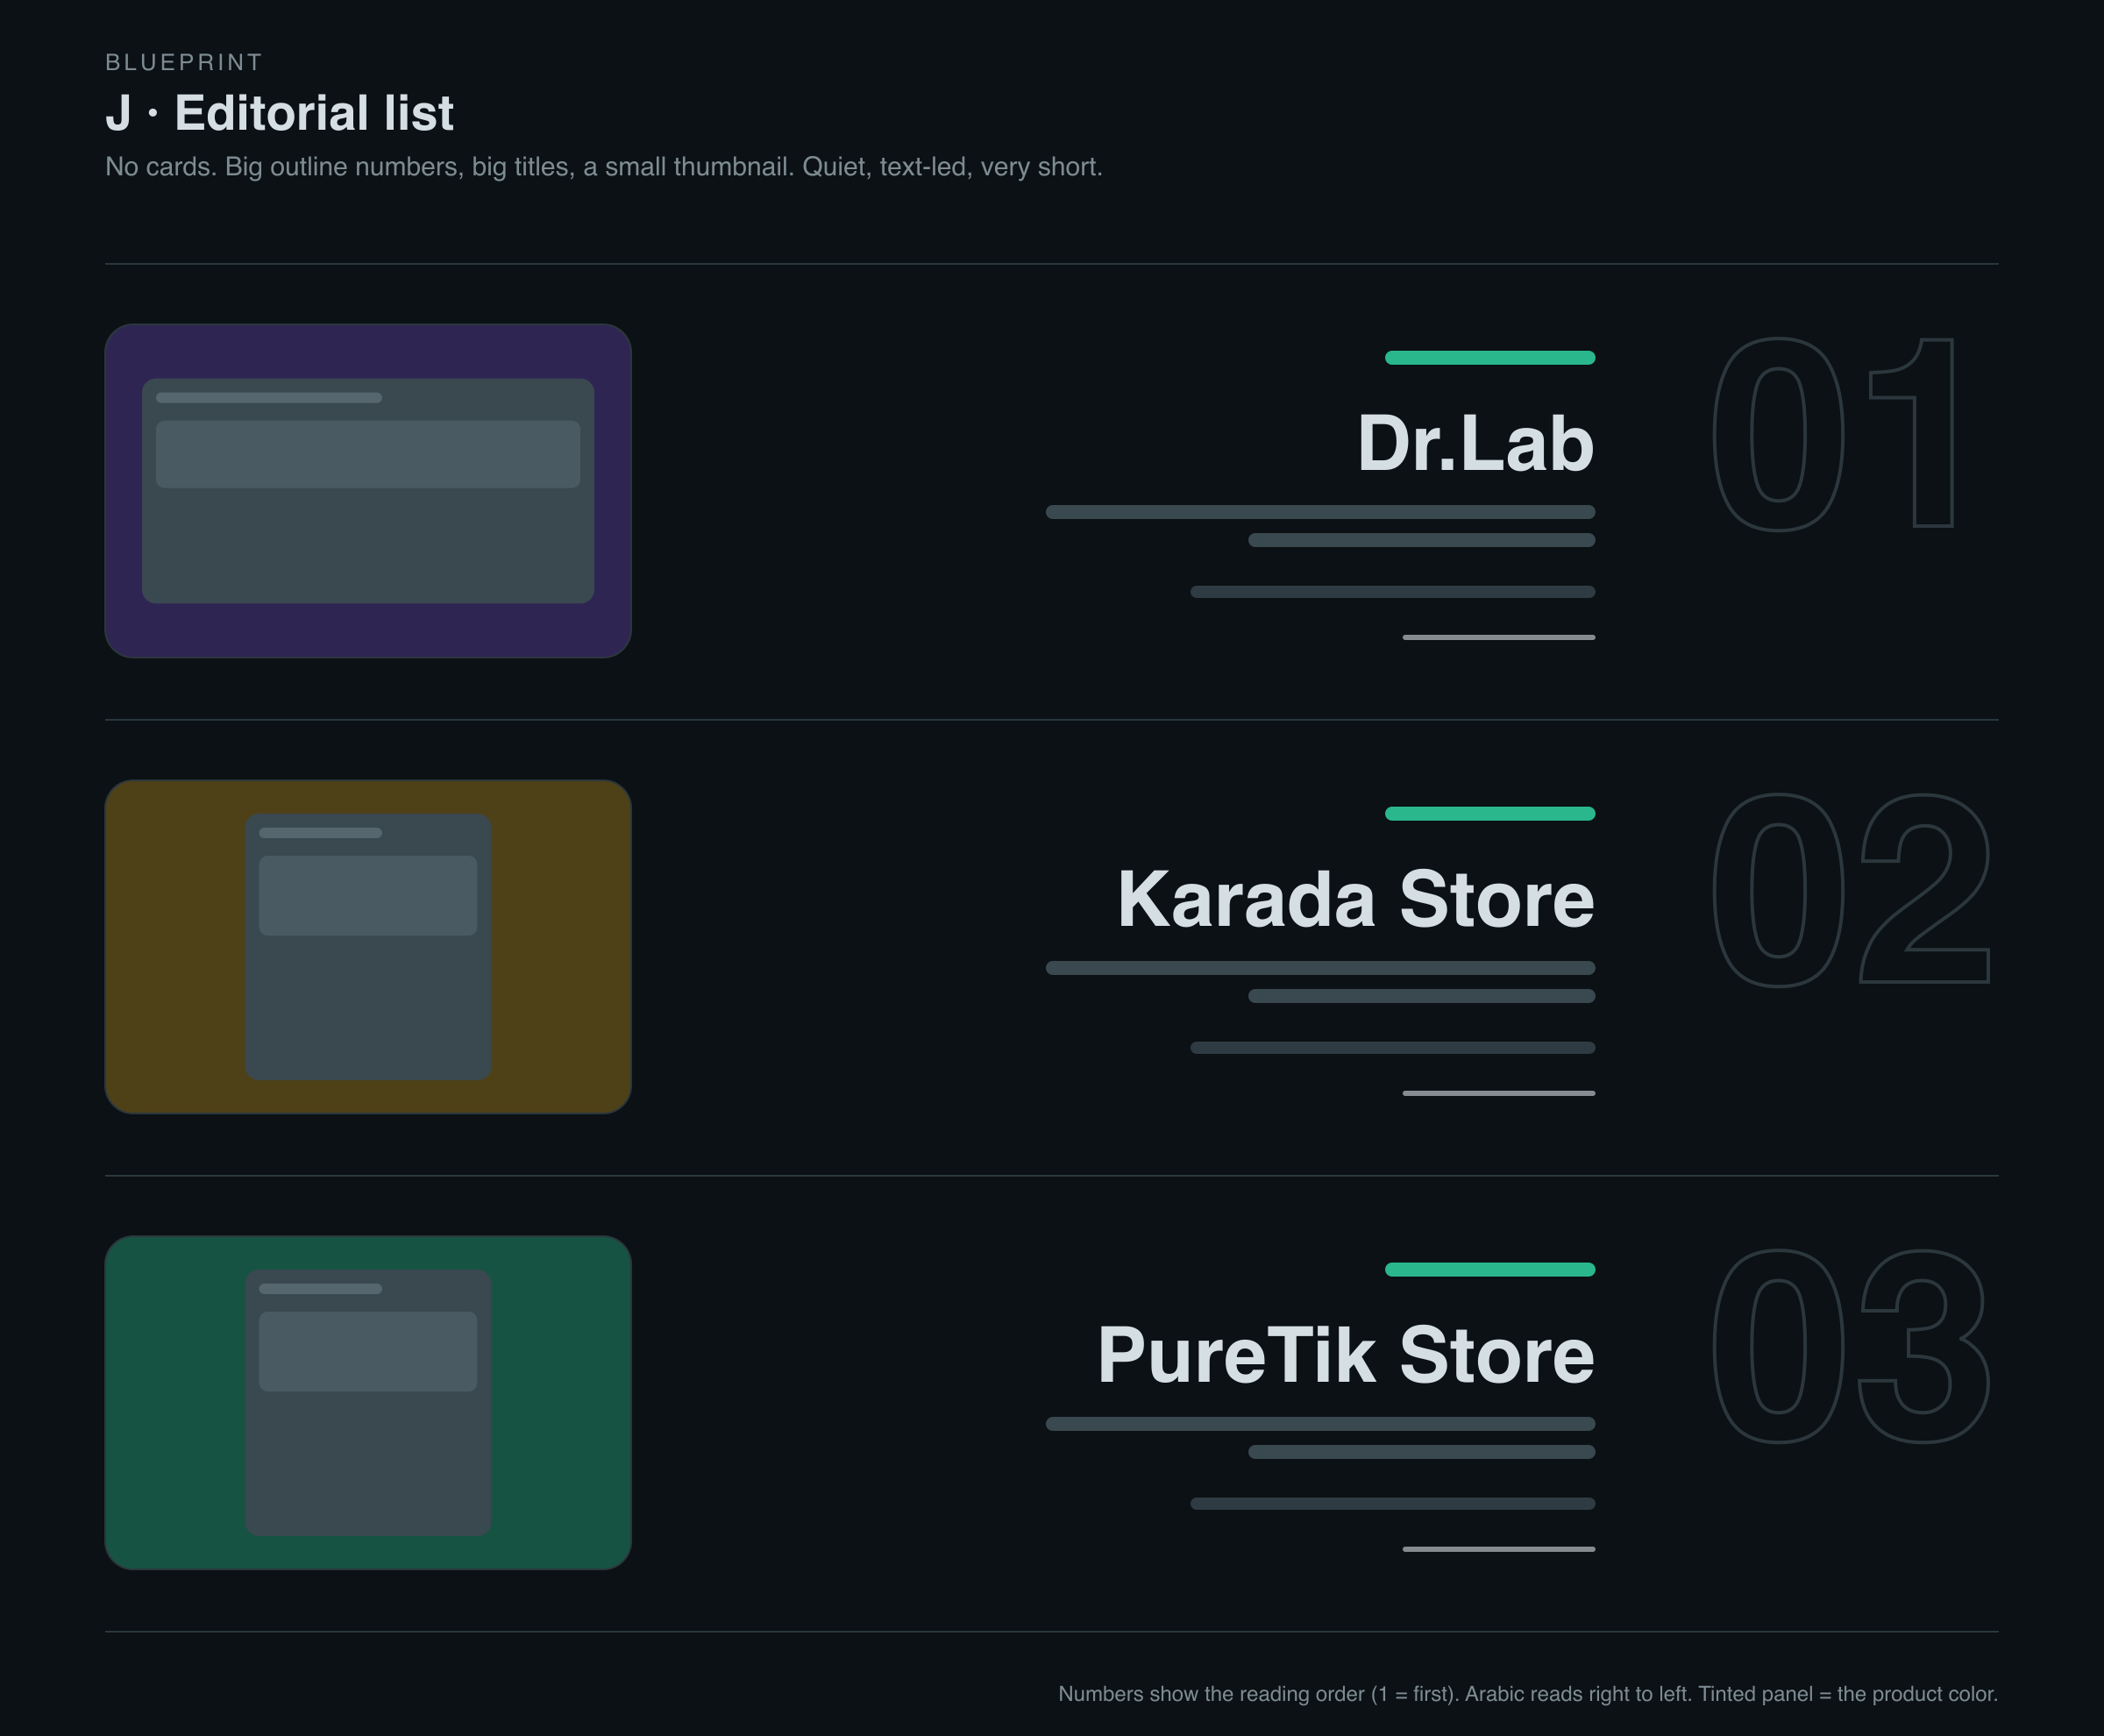 BLUEPRINT
J · Editorial list
No cards. Big outline numbers, big titles, a small thumbnail. Quiet, text-led, very short.
01
Dr.Lab
02
Karada Store
03
PureTik Store
Numbers show the reading order (1 = first). Arabic reads right to left. Tinted panel = the product color.